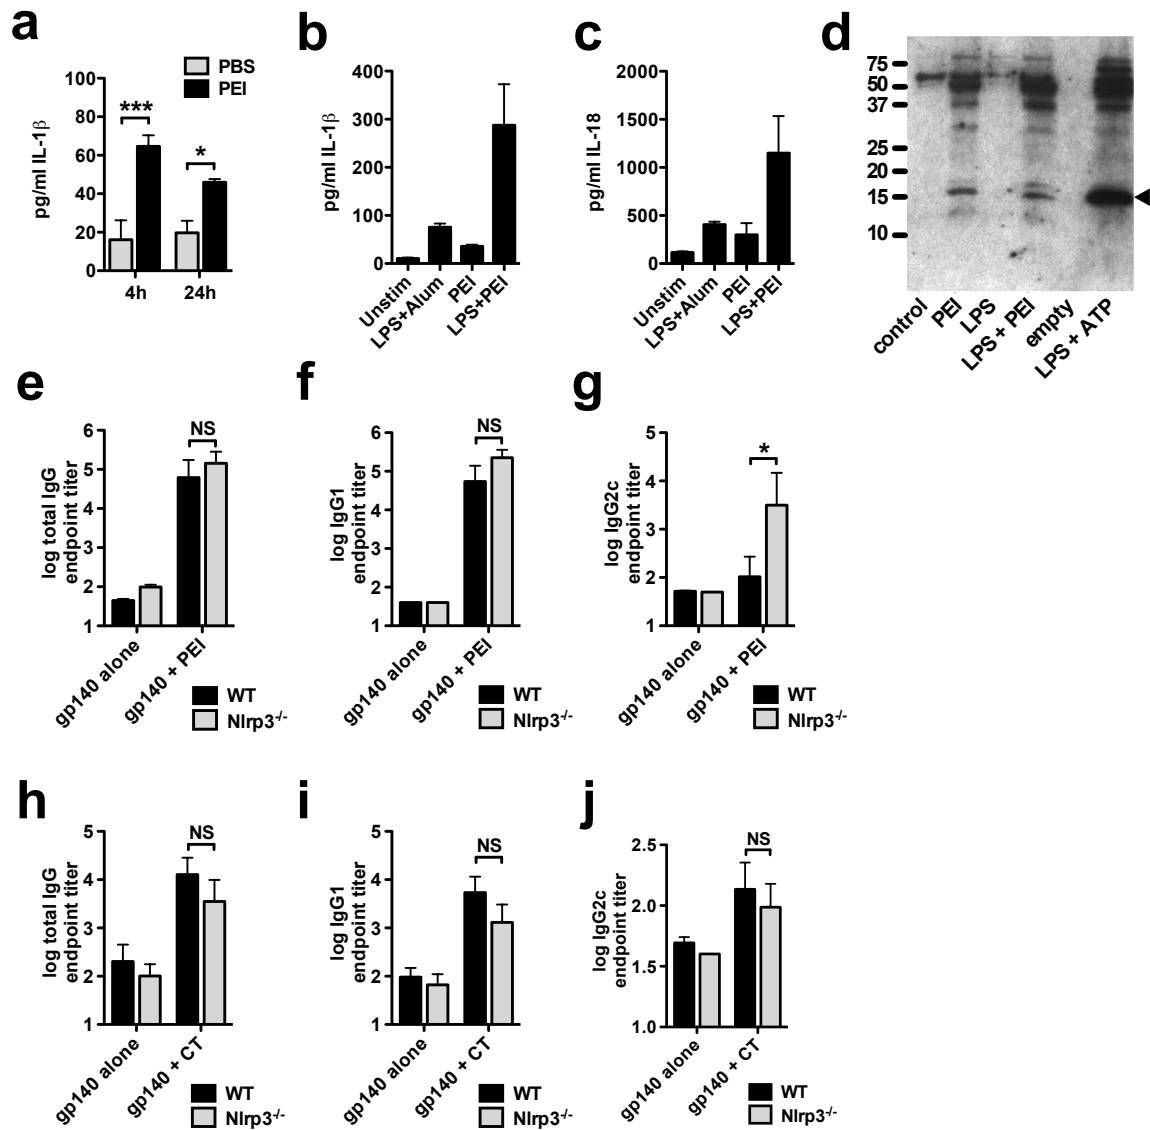 a
PBS
PEI
pg/ml IL-1β
100
80
60
40
20
0
***
*
4h
24h
b
pg/ml IL-1β
400
300
200
100
0
Unstim
LPS+Alum
PEI
LPS+PEI
c
pg/ml IL-18
2000
1500
1000
500
0
Unstim
LPS+Alum
PEI
LPS+PEI
d
75
50
37
25
20
15
10
control
PEI
LPS
LPS + PEI
empty
LPS + ATP
e
log total IgG
endpoint titer
6
5
4
3
2
1
NS
gp140 alone
gp140 + PEI
WT
Nlrp3-/-
f
log IgG1
endpoint titer
6
5
4
3
2
1
NS
gp140 alone
gp140 + PEI
WT
Nlrp3-/-
g
log IgG2c
endpoint titer
5
4
3
2
1
*
gp140 alone
gp140 + PEI
WT
Nlrp3-/-
h
log total IgG
endpoint titer
5
4
3
2
1
NS
gp140 alone
gp140 + CT
WT
Nlrp3-/-
i
log IgG1
endpoint titer
5
4
3
2
1
NS
gp140 alone
gp140 + CT
WT
Nlrp3-/-
j
log IgG2c
endpoint titer
2.5
2.0
1.5
1.0
NS
gp140 alone
gp140 + CT
WT
Nlrp3-/-